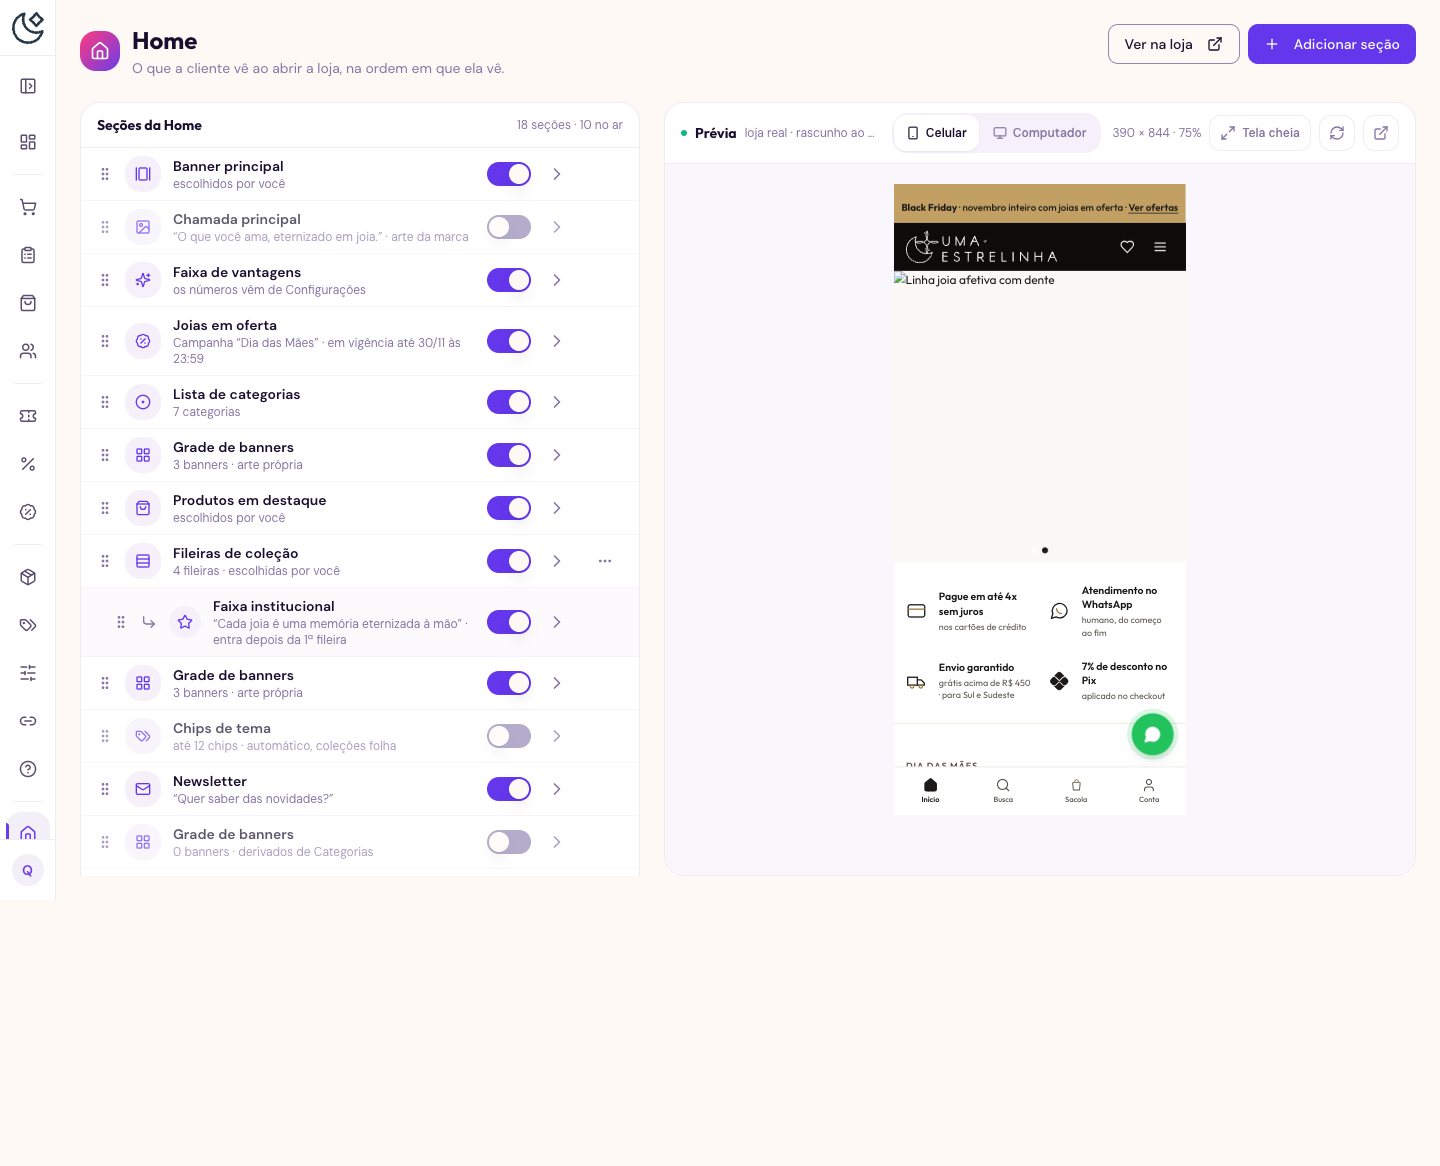 Home
O que a cliente vê ao abrir a loja, na ordem em que ela vê.
Ver na loja
Adicionar seção
Seções da Home
18 seções · 10 no ar
Banner principal
escolhidos por você
Chamada principal
“O que você ama, eternizado em joia.” · arte da marca
Faixa de vantagens
os números vêm de Configurações
Joias em oferta
Campanha “Dia das Mães” · em vigência até 30/11 às
23:59
Lista de categorias
7 categorias
Grade de banners
3 banners · arte própria
Produtos em destaque
escolhidos por você
Fileiras de coleção
4 fileiras · escolhidas por você
Faixa institucional
“Cada joia é uma memória eternizada à mão” ·
entra depois da 1ª fileira
Grade de banners
3 banners · arte própria
Chips de tema
até 12 chips · automático, coleções folha
Newsletter
“Quer saber das novidades?”
Grade de banners
0 banners · derivados de Categorias
Q
Prévia
loja real · rascunho ao ...
Celular
Computador
390 × 844 · 75%
Tela cheia
Black Friday · novembro inteiro com joias em oferta · Ver ofertas
UMA
ESTRELINHA
Linha joia afetiva com dente
Pague em até 4x
sem juros
nos cartões de crédito
Atendimento no
WhatsApp
humano, do começo
ao fim
Envio garantido
grátis acima de R$ 450
· para Sul e Sudeste
7% de desconto no
Pix
aplicado no checkout
DIA DAS MÃES
Início
Busca
Sacola
Conta